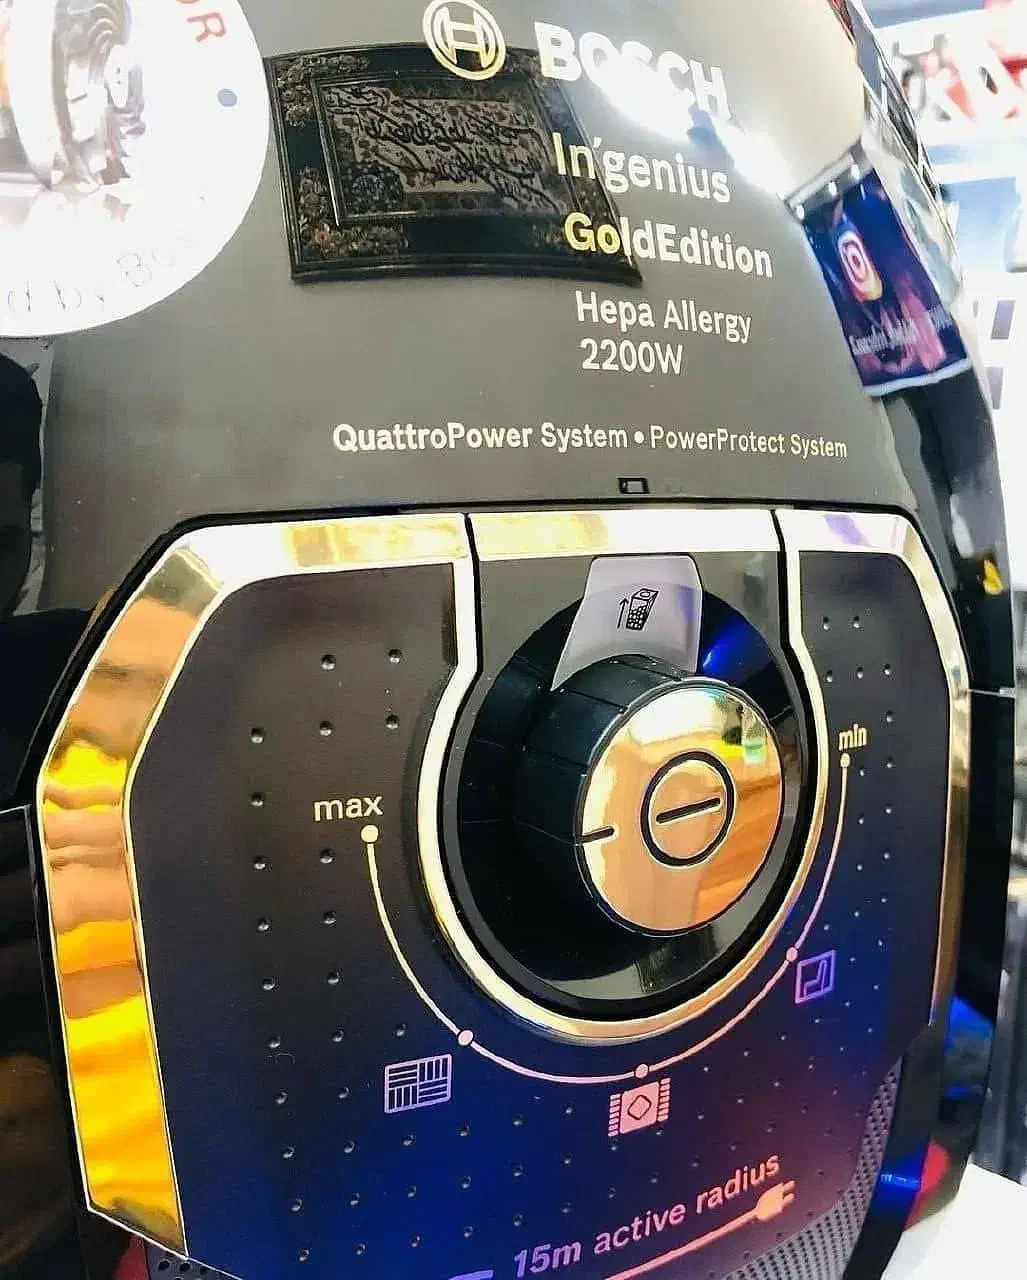 BOSCH
In'genius
GoldEdition
Hepa Allergy
2200W
QuattroPower System • PowerProtect System
max
min
15m active radius